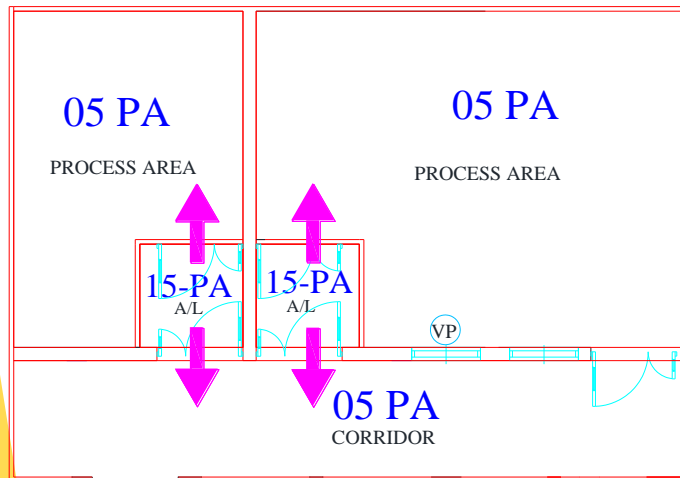 05 PA
PROCESS AREA
05 PA
PROCESS AREA
15-PA
A/L
15-PA
A/L
VP
05 PA
CORRIDOR